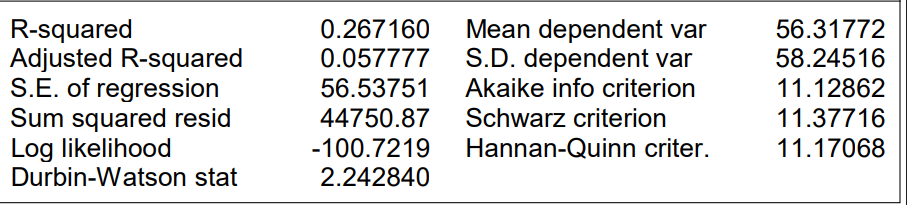 R-squared 0.267160 Mean dependent var 56.31772
Adjusted R-squared 0.057777 S.D. dependent var 58.24516
S.E. of regression 56.53751 Akaike info criterion 11.12862
Sum squared resid 44750.87 Schwarz criterion 11.37716
Log likelihood -100.7219 Hannan-Quinn criter. 11.17068
Durbin-Watson stat 2.242840